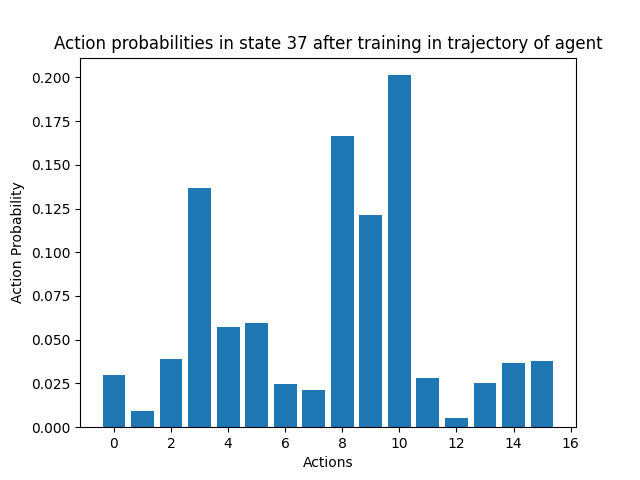 Action probabilities in state 37 after training in trajectory of agent
0.200
0.175
0.150
0.125
0.100
0.075
0.050
0.025
0.000
Action Probability
0 2 4 6 8 10 12 14 16
Actions